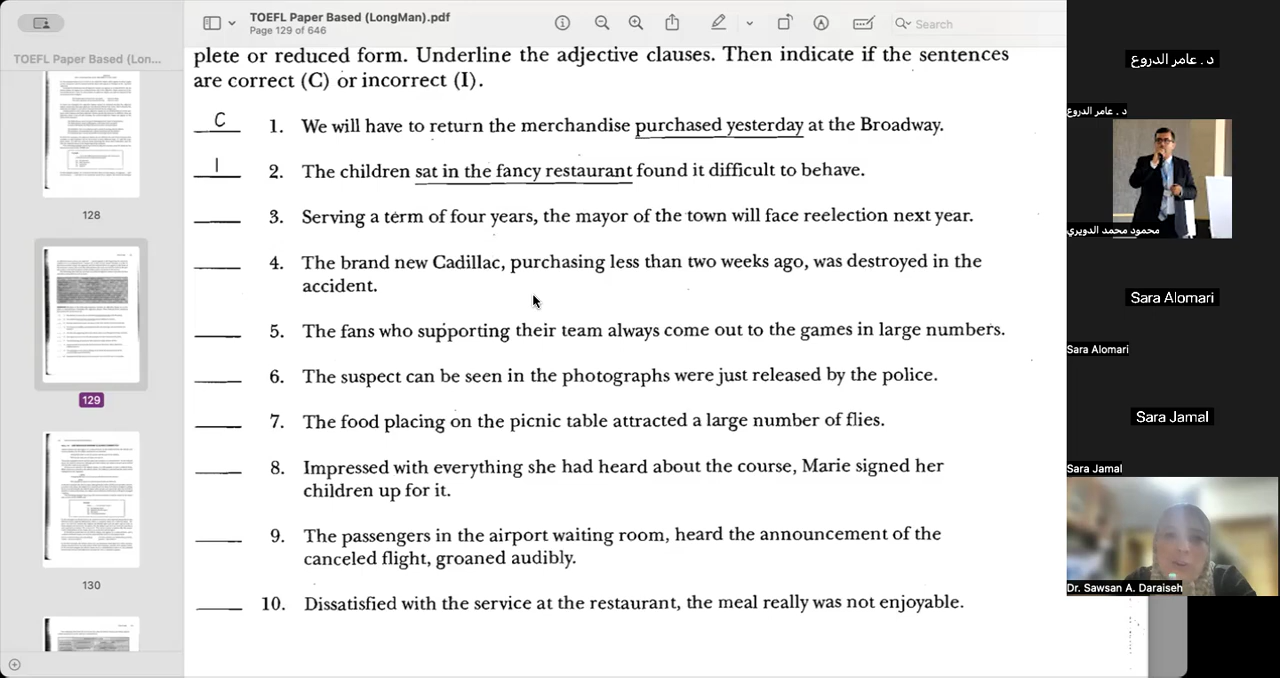 TOEFL Paper Based (LongMan).pdf
Page 129 of 646
Search
TOEFL Paper Based (Lon...
128
129
130
plete or reduced form. Underline the adjective clauses. Then indicate if the sentences
are correct (C) or incorrect (I).
C 1. We will have to return the merchandise purchased yesterday at the Broadway.
I 2. The children sat in the fancy restaurant found it difficult to behave.
3. Serving a term of four years, the mayor of the town will face reelection next year.
4. The brand new Cadillac, purchasing less than two weeks ago, was destroyed in the
accident.
5. The fans who supporting their team always come out to the games in large numbers.
6. The suspect can be seen in the photographs were just released by the police.
7. The food placing on the picnic table attracted a large number of flies.
8. Impressed with everything she had heard about the course, Marie signed her
children up for it.
9. The passengers in the airport waiting room, heard the announcement of the
canceled flight, groaned audibly.
10. Dissatisfied with the service at the restaurant, the meal really was not enjoyable.
د . عامر الدروع
د . عامر الدروع
محمود محمد الدويري
Sara Alomari
Sara Alomari
Sara Jamal
Sara Jamal
Dr. Sawsan A. Daraiseh